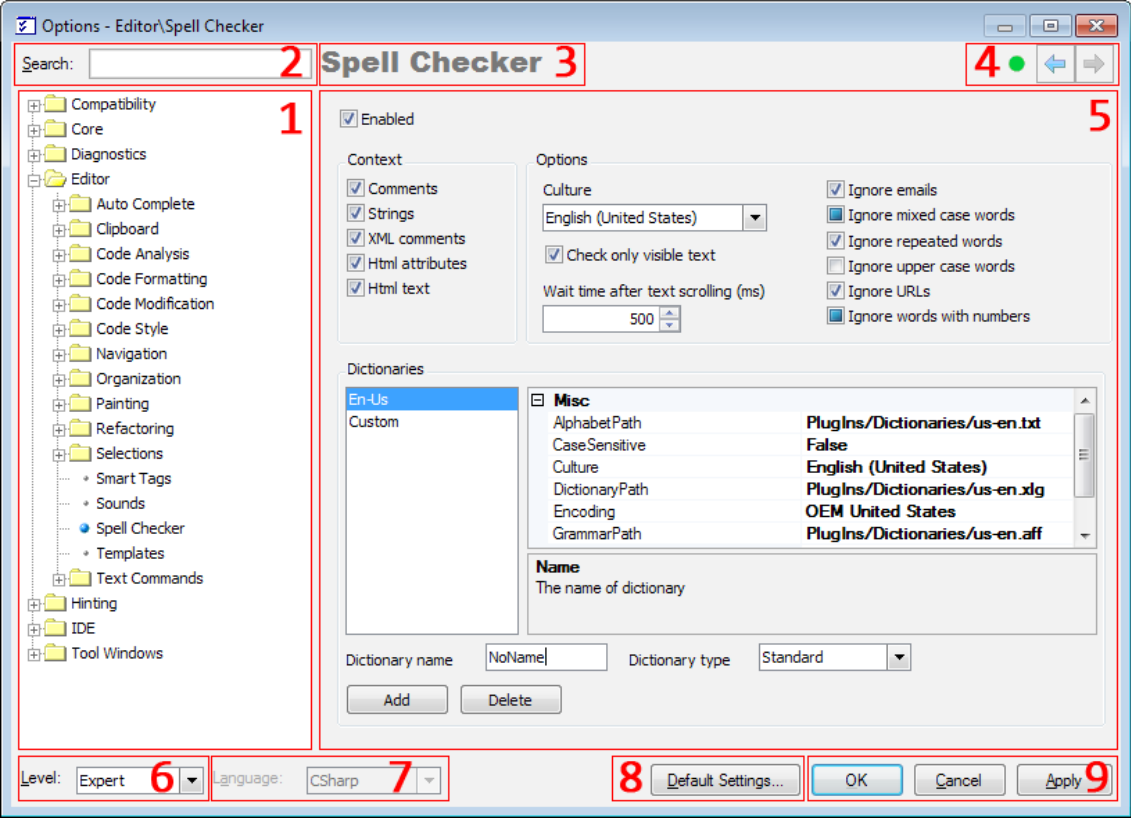 Options - Editor\Spell Checker
Search: 2
Spell Checker 3
4
1
Compatibility
Core
Diagnostics
Editor
Auto Complete
Clipboard
Code Analysis
Code Formatting
Code Modification
Code Style
Navigation
Organization
Painting
Refactoring
Selections
Smart Tags
Sounds
Spell Checker
Templates
Text Commands
Hinting
IDE
Tool Windows
5
Enabled
Context
Comments
Strings
XML comments
Html attributes
Html text
Options
Culture
English (United States)
Check only visible text
Wait time after text scrolling (ms)
500
Ignore emails
Ignore mixed case words
Ignore repeated words
Ignore upper case words
Ignore URLs
Ignore words with numbers
Dictionaries
En-Us
Custom
Misc
AlphabetPath PlugIns/Dictionaries/us-en.txt
CaseSensitive False
Culture English (United States)
DictionaryPath PlugIns/Dictionaries/us-en.xlg
Encoding OEM United States
GrammarPath PlugIns/Dictionaries/us-en.aff
Name
The name of dictionary
Dictionary name NoName Dictionary type Standard
Add Delete
Level: Expert 6 Language: CSharp 7 8 Default Settings... OK Cancel Apply 9